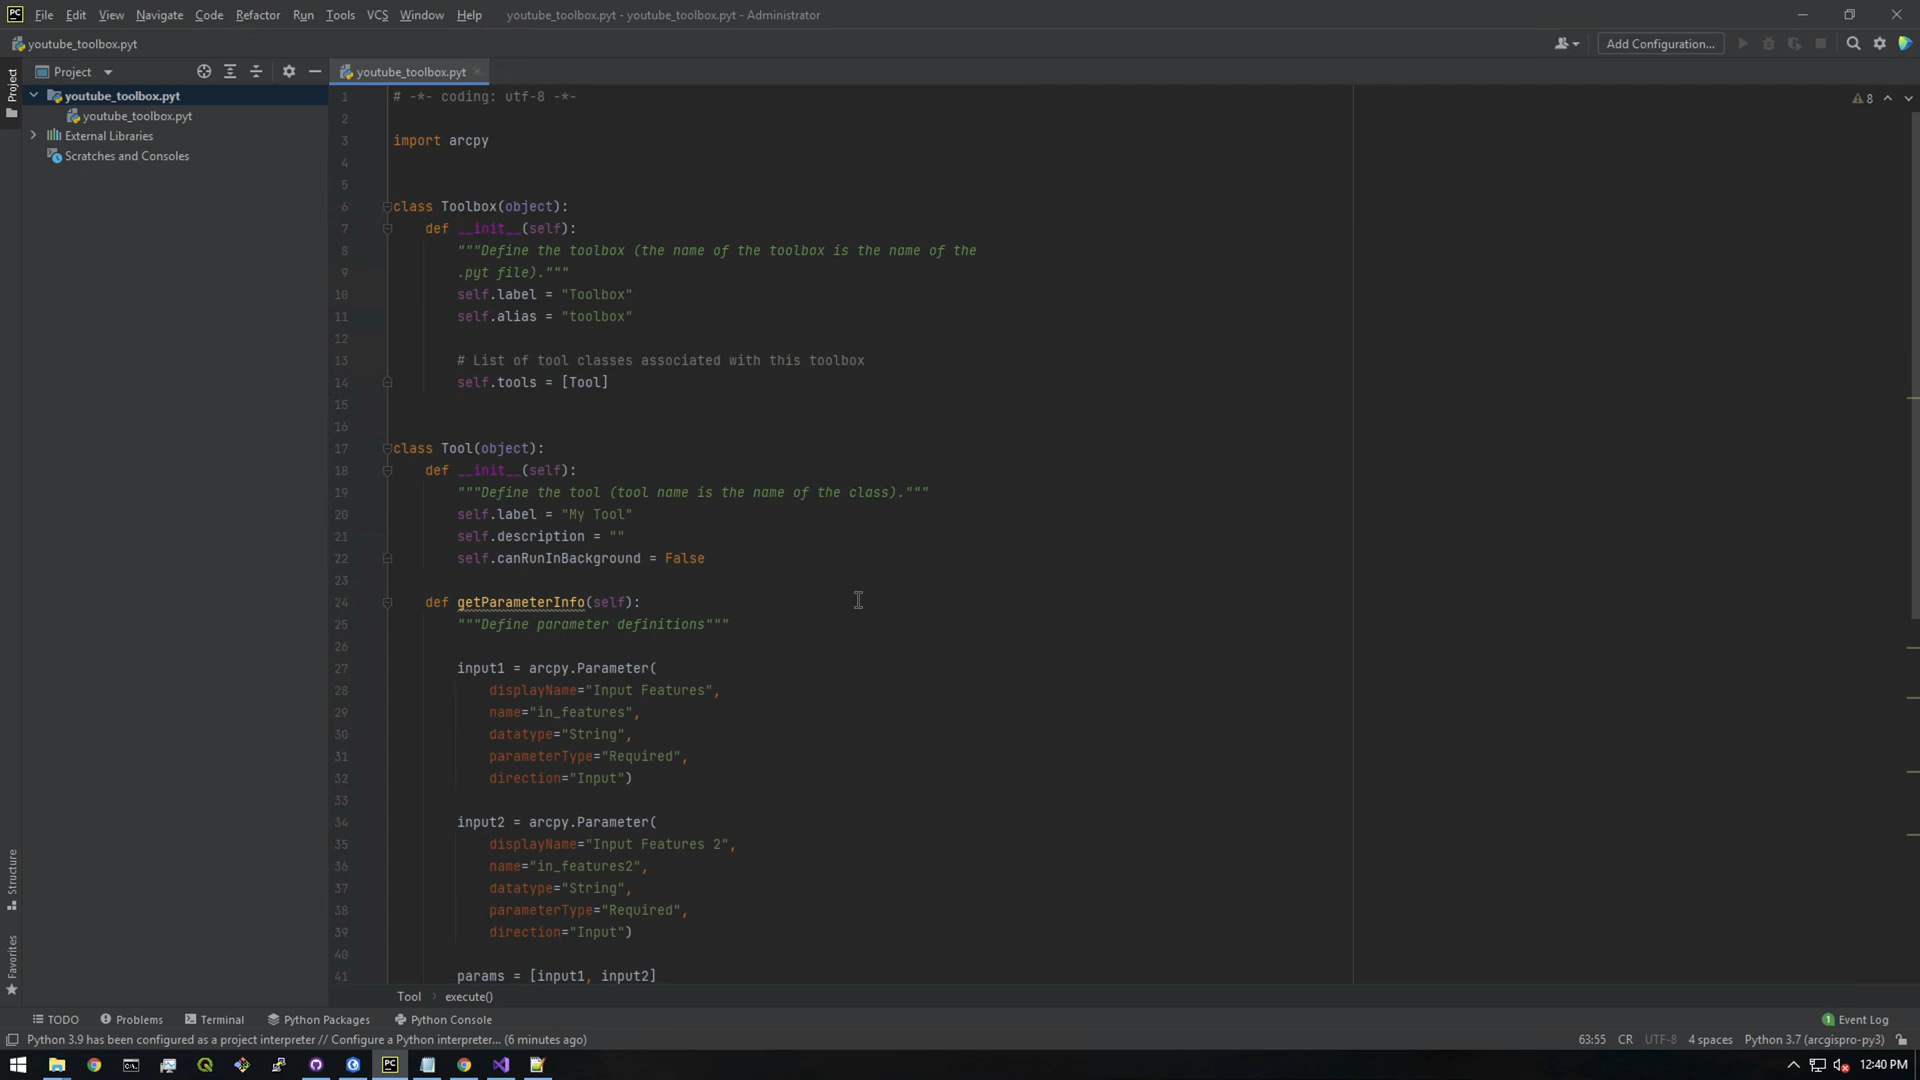 PC File Edit View Navigate Code Refactor Run Tools VCS Window Help youtube_toolbox.pyt - youtube_toolbox.pyt - Administrator
youtube_toolbox.pyt Add Configuration...
Project youtube_toolbox.pyt
Project
youtube_toolbox.pyt
youtube_toolbox.pyt
External Libraries
Scratches and Consoles
8
1 # -*- coding: utf-8 -*-
2
3 import arcpy
4
5
6 class Toolbox(object):
7 def __init__(self):
8 """Define the toolbox (the name of the toolbox is the name of the
9 .pyt file)."""
10 self.label = "Toolbox"
11 self.alias = "toolbox"
12
13 # List of tool classes associated with this toolbox
14 self.tools = [Tool]
15
16
17 class Tool(object):
18 def __init__(self):
19 """Define the tool (tool name is the name of the class)."""
20 self.label = "My Tool"
21 self.description = ""
22 self.canRunInBackground = False
23
24 def getParameterInfo(self):
25 """Define parameter definitions"""
26
27 input1 = arcpy.Parameter(
28 displayName="Input Features",
29 name="in_features",
30 datatype="String",
31 parameterType="Required",
32 direction="Input")
33
34 input2 = arcpy.Parameter(
35 displayName="Input Features 2",
36 name="in_features2",
37 datatype="String",
38 parameterType="Required",
39 direction="Input")
40
41 params = [input1, input2]
Structure
Favorites
Tool execute()
TODO Problems Terminal Python Packages Python Console 1 Event Log
Python 3.9 has been configured as a project interpreter // Configure a Python interpreter... (6 minutes ago) 63:55 CR UTF-8 4 spaces Python 3.7 (arcgispro-py3)
PC 12:40 PM